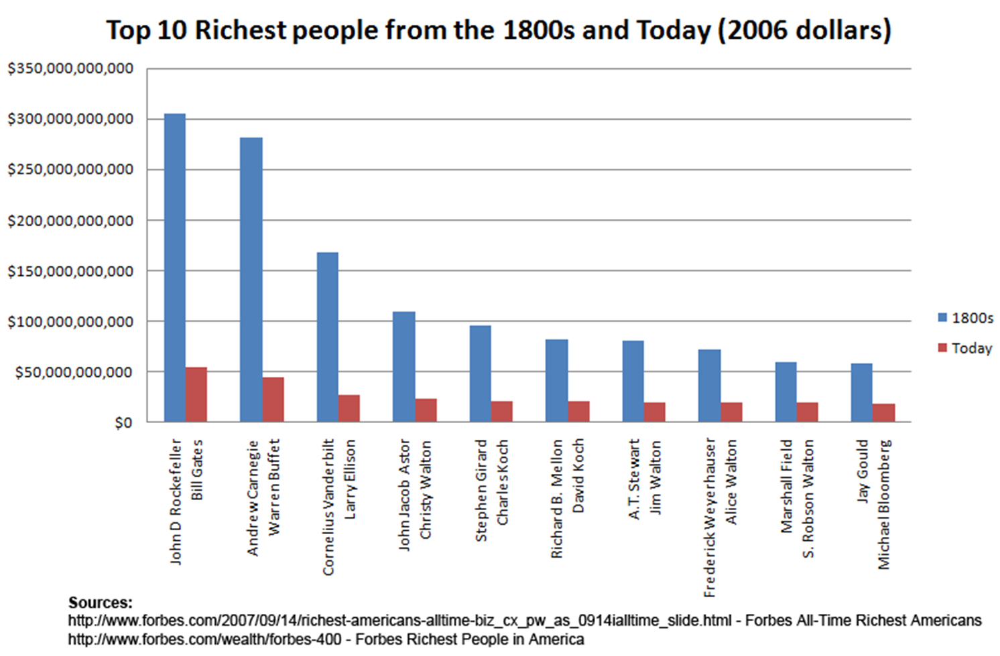 Top 10 Richest people from the 1800s and Today (2006 dollars)
$350,000,000,000
$300,000,000,000
$250,000,000,000
$200,000,000,000
$150,000,000,000
$100,000,000,000
$50,000,000,000
$0
1800s
Today
John D Rockefeller
Bill Gates
Andrew Carnegie
Warren Buffet
Cornelius Vanderbilt
Larry Ellison
John Jacob Astor
Christy Walton
Stephen Girard
Charles Koch
Richard B. Mellon
David Koch
A.T. Stewart
Jim Walton
Frederick Weyerhauser
Alice Walton
Marshall Field
S. Robson Walton
Jay Gould
Michael Bloomberg
Sources:
http://www.forbes.com/2007/09/14/richest-americans-alltime-biz_cx_pw_as_0914ialltime_slide.html - Forbes All-Time Richest Americans
http://www.forbes.com/wealth/forbes-400 - Forbes Richest People in America